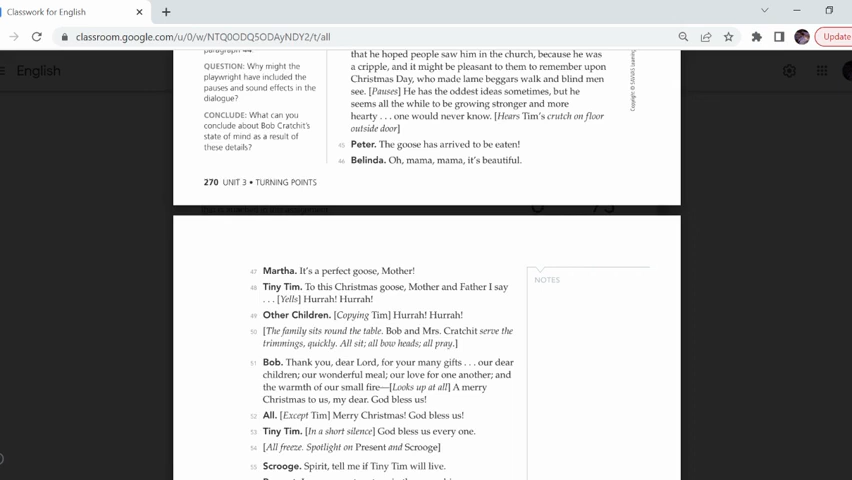 Classwork for English
classroom.google.com/u/0/w/NTQ0ODQ5ODAyNDY2/t/all
Update
English
paragraph 44.
QUESTION: Why might the
playwright have included the
pauses and sound effects in the
dialogue?
CONCLUDE: What can you
conclude about Bob Cratchit's
state of mind as a result of
these details?
that he hoped people saw him in the church, because he was
a cripple, and it might be pleasant to them to remember upon
Christmas Day, who made lame beggars walk and blind men
see. [Pauses] He has the oddest ideas sometimes, but he
seems all the while to be growing stronger and more
hearty . . . one would never know. [Hears Tim's crutch on floor
outside door]
45 Peter. The goose has arrived to be eaten!
46 Belinda. Oh, mama, mama, it's beautiful.
Copyright © SAVVAS Learning
270 UNIT 3 • TURNING POINTS
47 Martha. It's a perfect goose, Mother!
48 Tiny Tim. To this Christmas goose, Mother and Father I say
. . . [Yells] Hurrah! Hurrah!
49 Other Children. [Copying Tim] Hurrah! Hurrah!
50 [The family sits round the table. Bob and Mrs. Cratchit serve the
trimmings, quickly. All sit; all bow heads; all pray.]
51 Bob. Thank you, dear Lord, for your many gifts . . . our dear
children; our wonderful meal; our love for one another; and
the warmth of our small fire—[Looks up at all] A merry
Christmas to us, my dear. God bless us!
52 All. [Except Tim] Merry Christmas! God bless us!
53 Tiny Tim. [In a short silence] God bless us every one.
54 [All freeze. Spotlight on Present and Scrooge]
55 Scrooge. Spirit, tell me if Tiny Tim will live.
NOTES